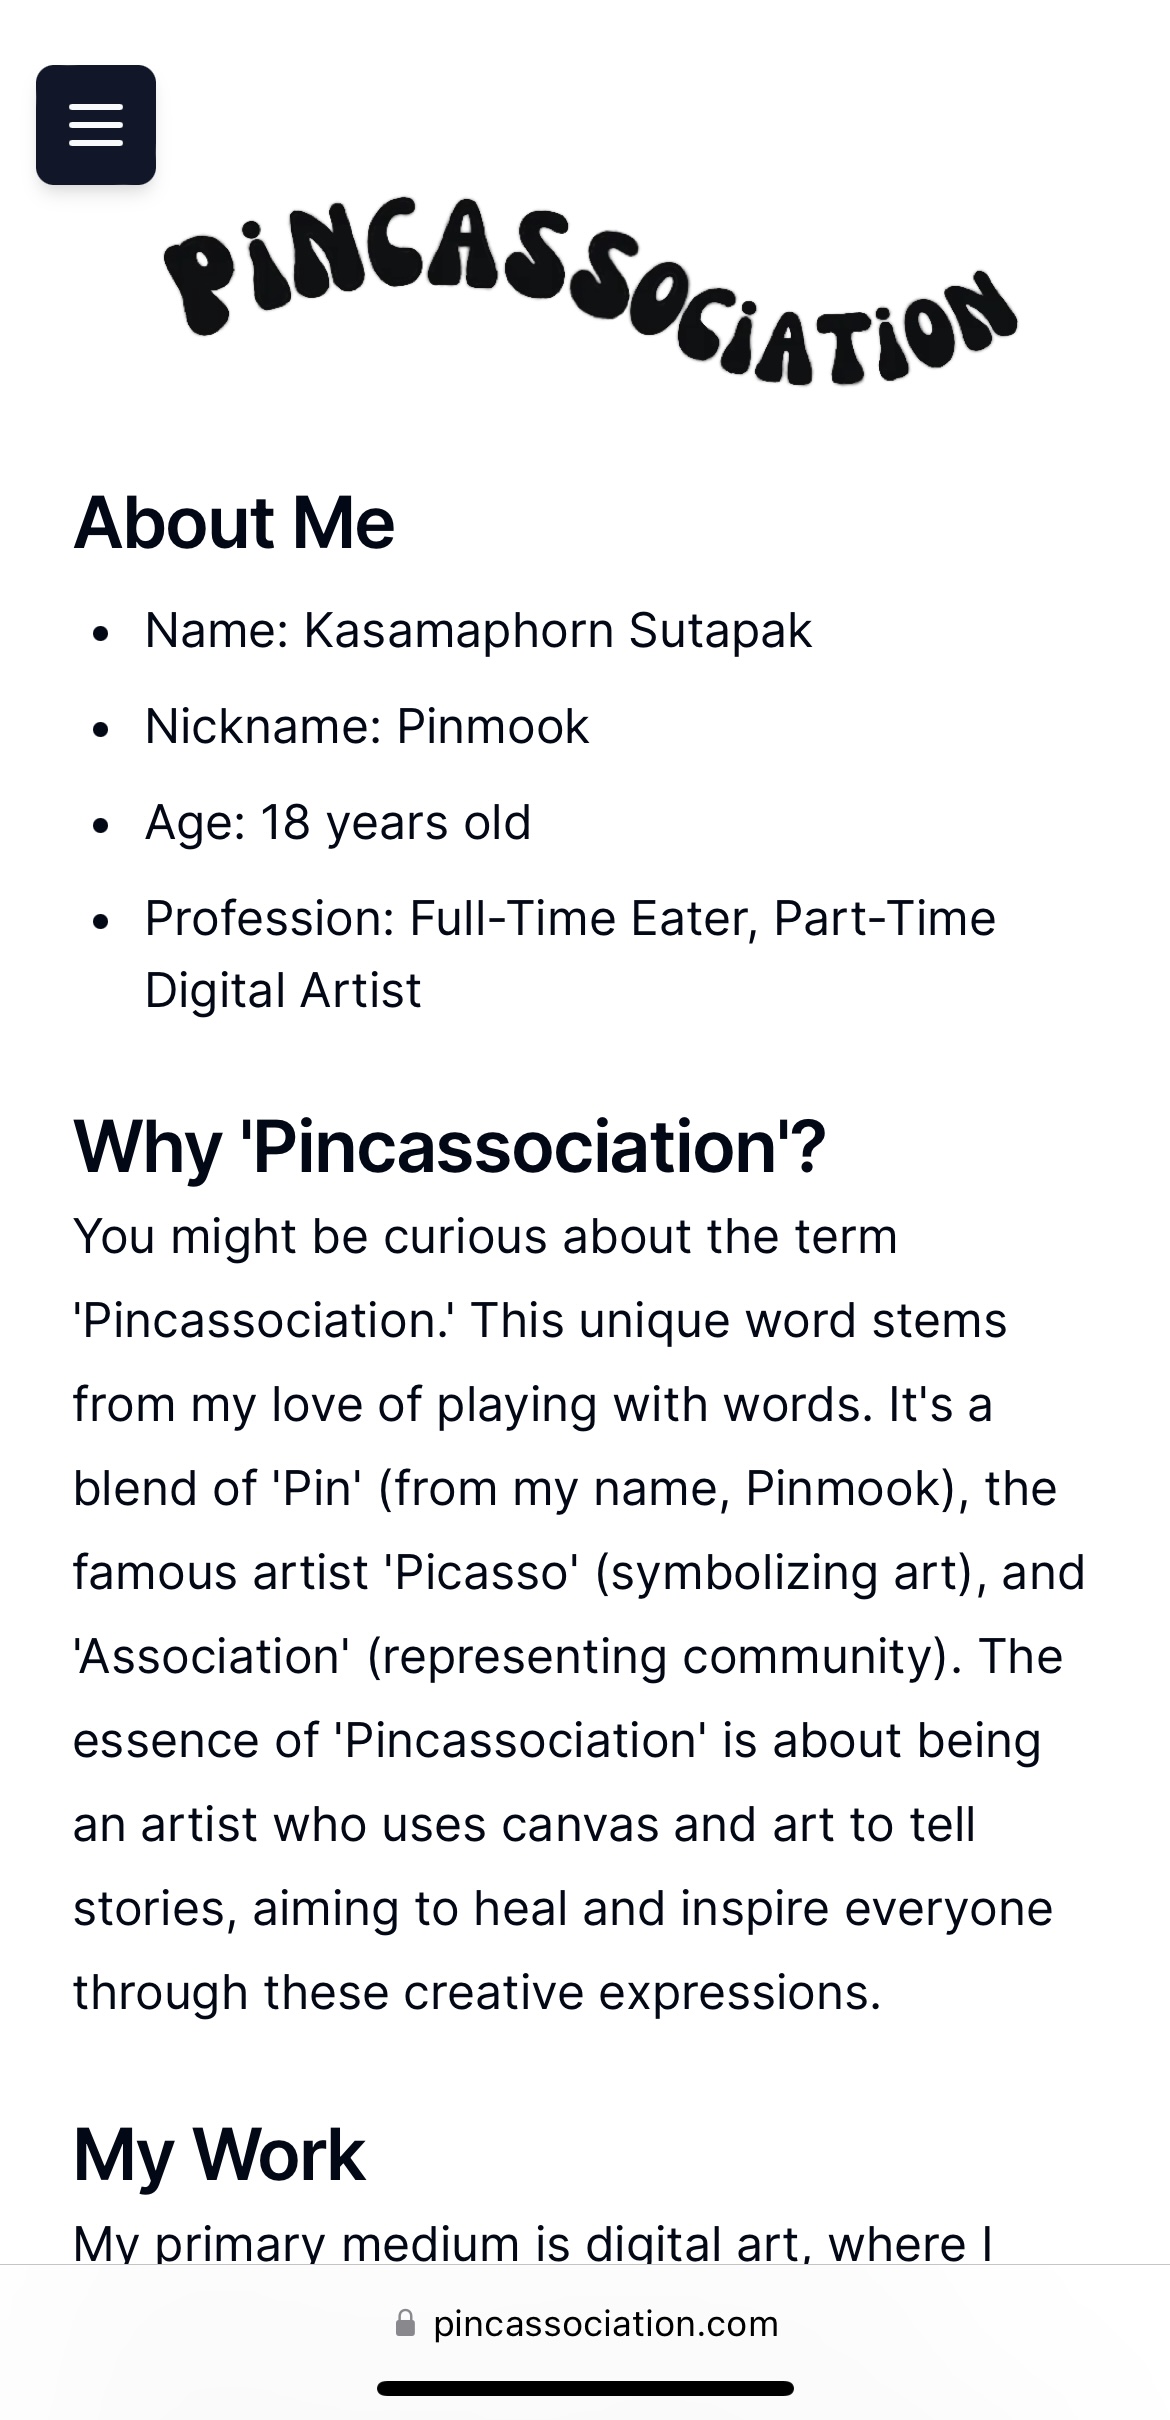 PiNCASSOCiATiON
About Me
• Name: Kasamaphorn Sutapak
• Nickname: Pinmook
• Age: 18 years old
• Profession: Full-Time Eater, Part-Time
Digital Artist
Why 'Pincassociation'?
You might be curious about the term
'Pincassociation.' This unique word stems
from my love of playing with words. It's a
blend of 'Pin' (from my name, Pinmook), the
famous artist 'Picasso' (symbolizing art), and
'Association' (representing community). The
essence of 'Pincassociation' is about being
an artist who uses canvas and art to tell
stories, aiming to heal and inspire everyone
through these creative expressions.
My Work
My primary medium is digital art, where I
pincassociation.com